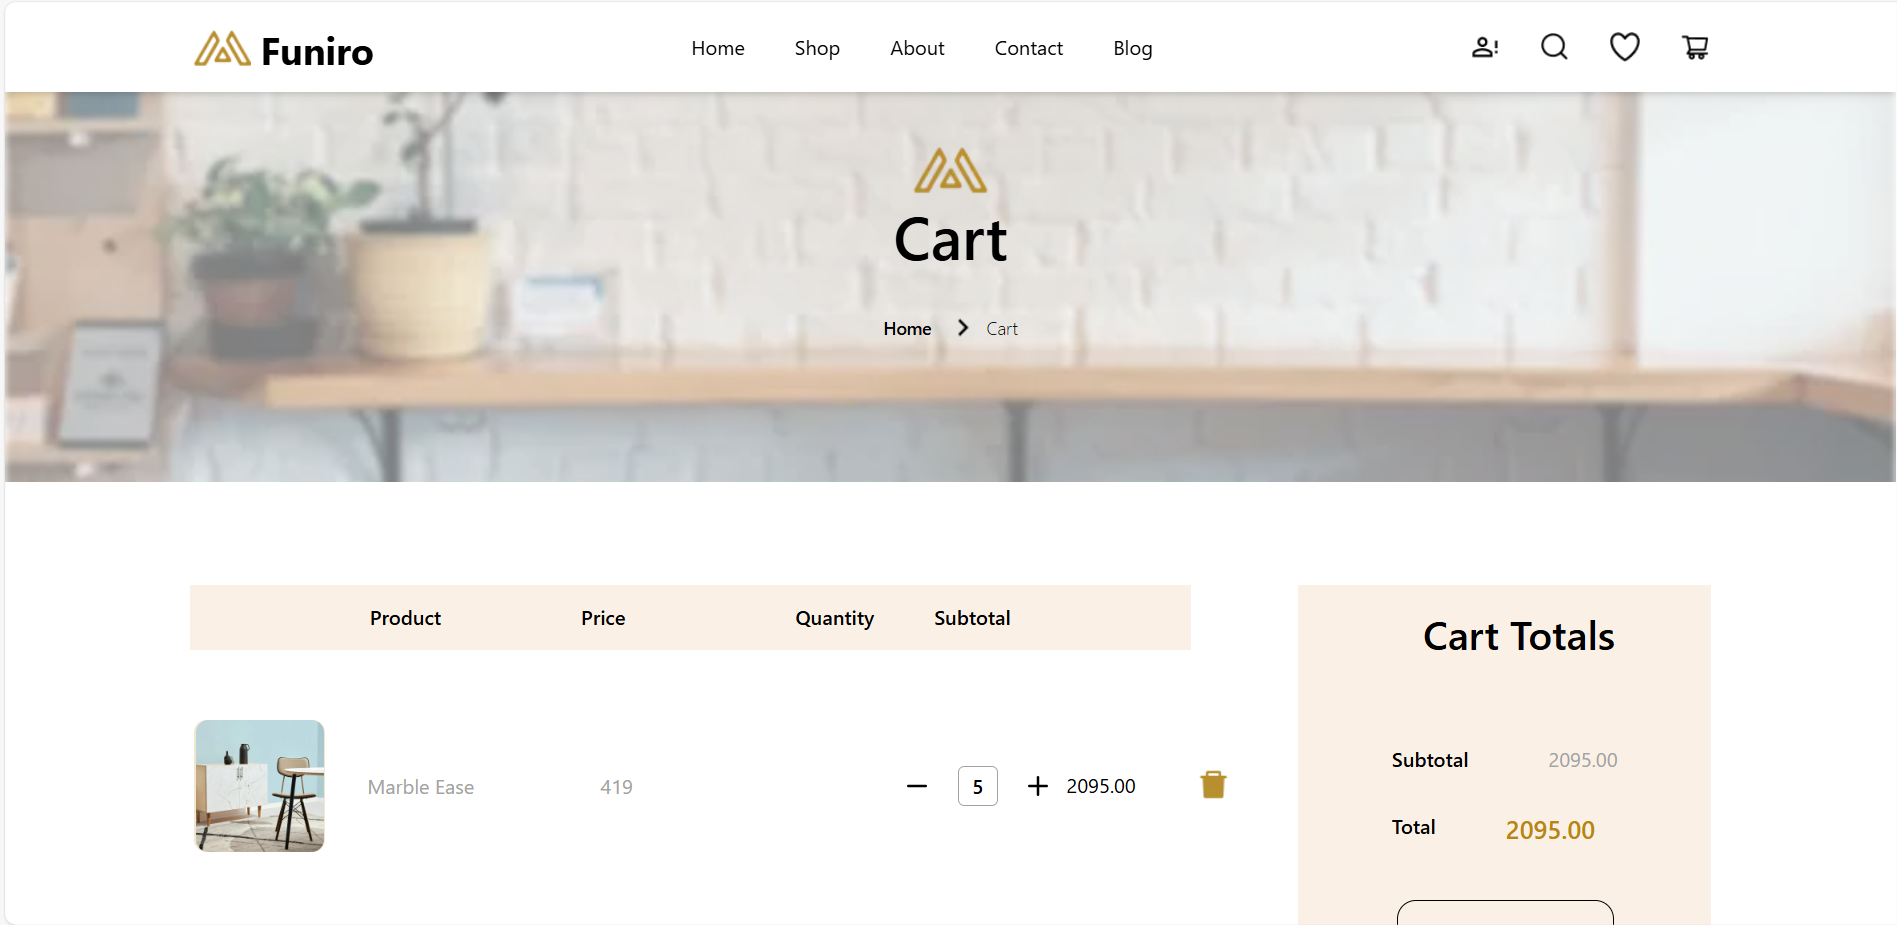 Funiro
Home Shop About Contact Blog
Cart
Home > Cart
Product Price Quantity Subtotal
Cart Totals
Marble Ease 419 5 2095.00
Subtotal 2095.00
Total 2095.00